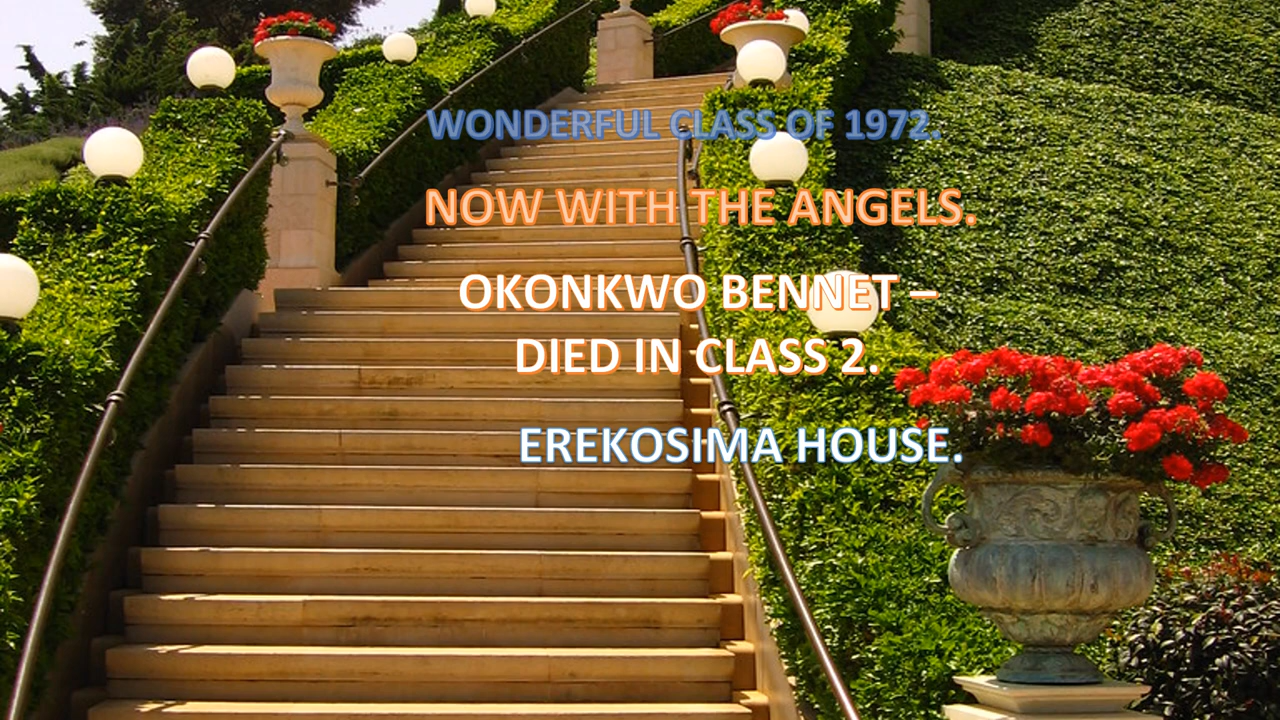 WONDERFUL CLASS OF 1972.
NOW WITH THE ANGELS.
OKONKWO BENNET –
DIED IN CLASS 2.
EREKOSIMA HOUSE.